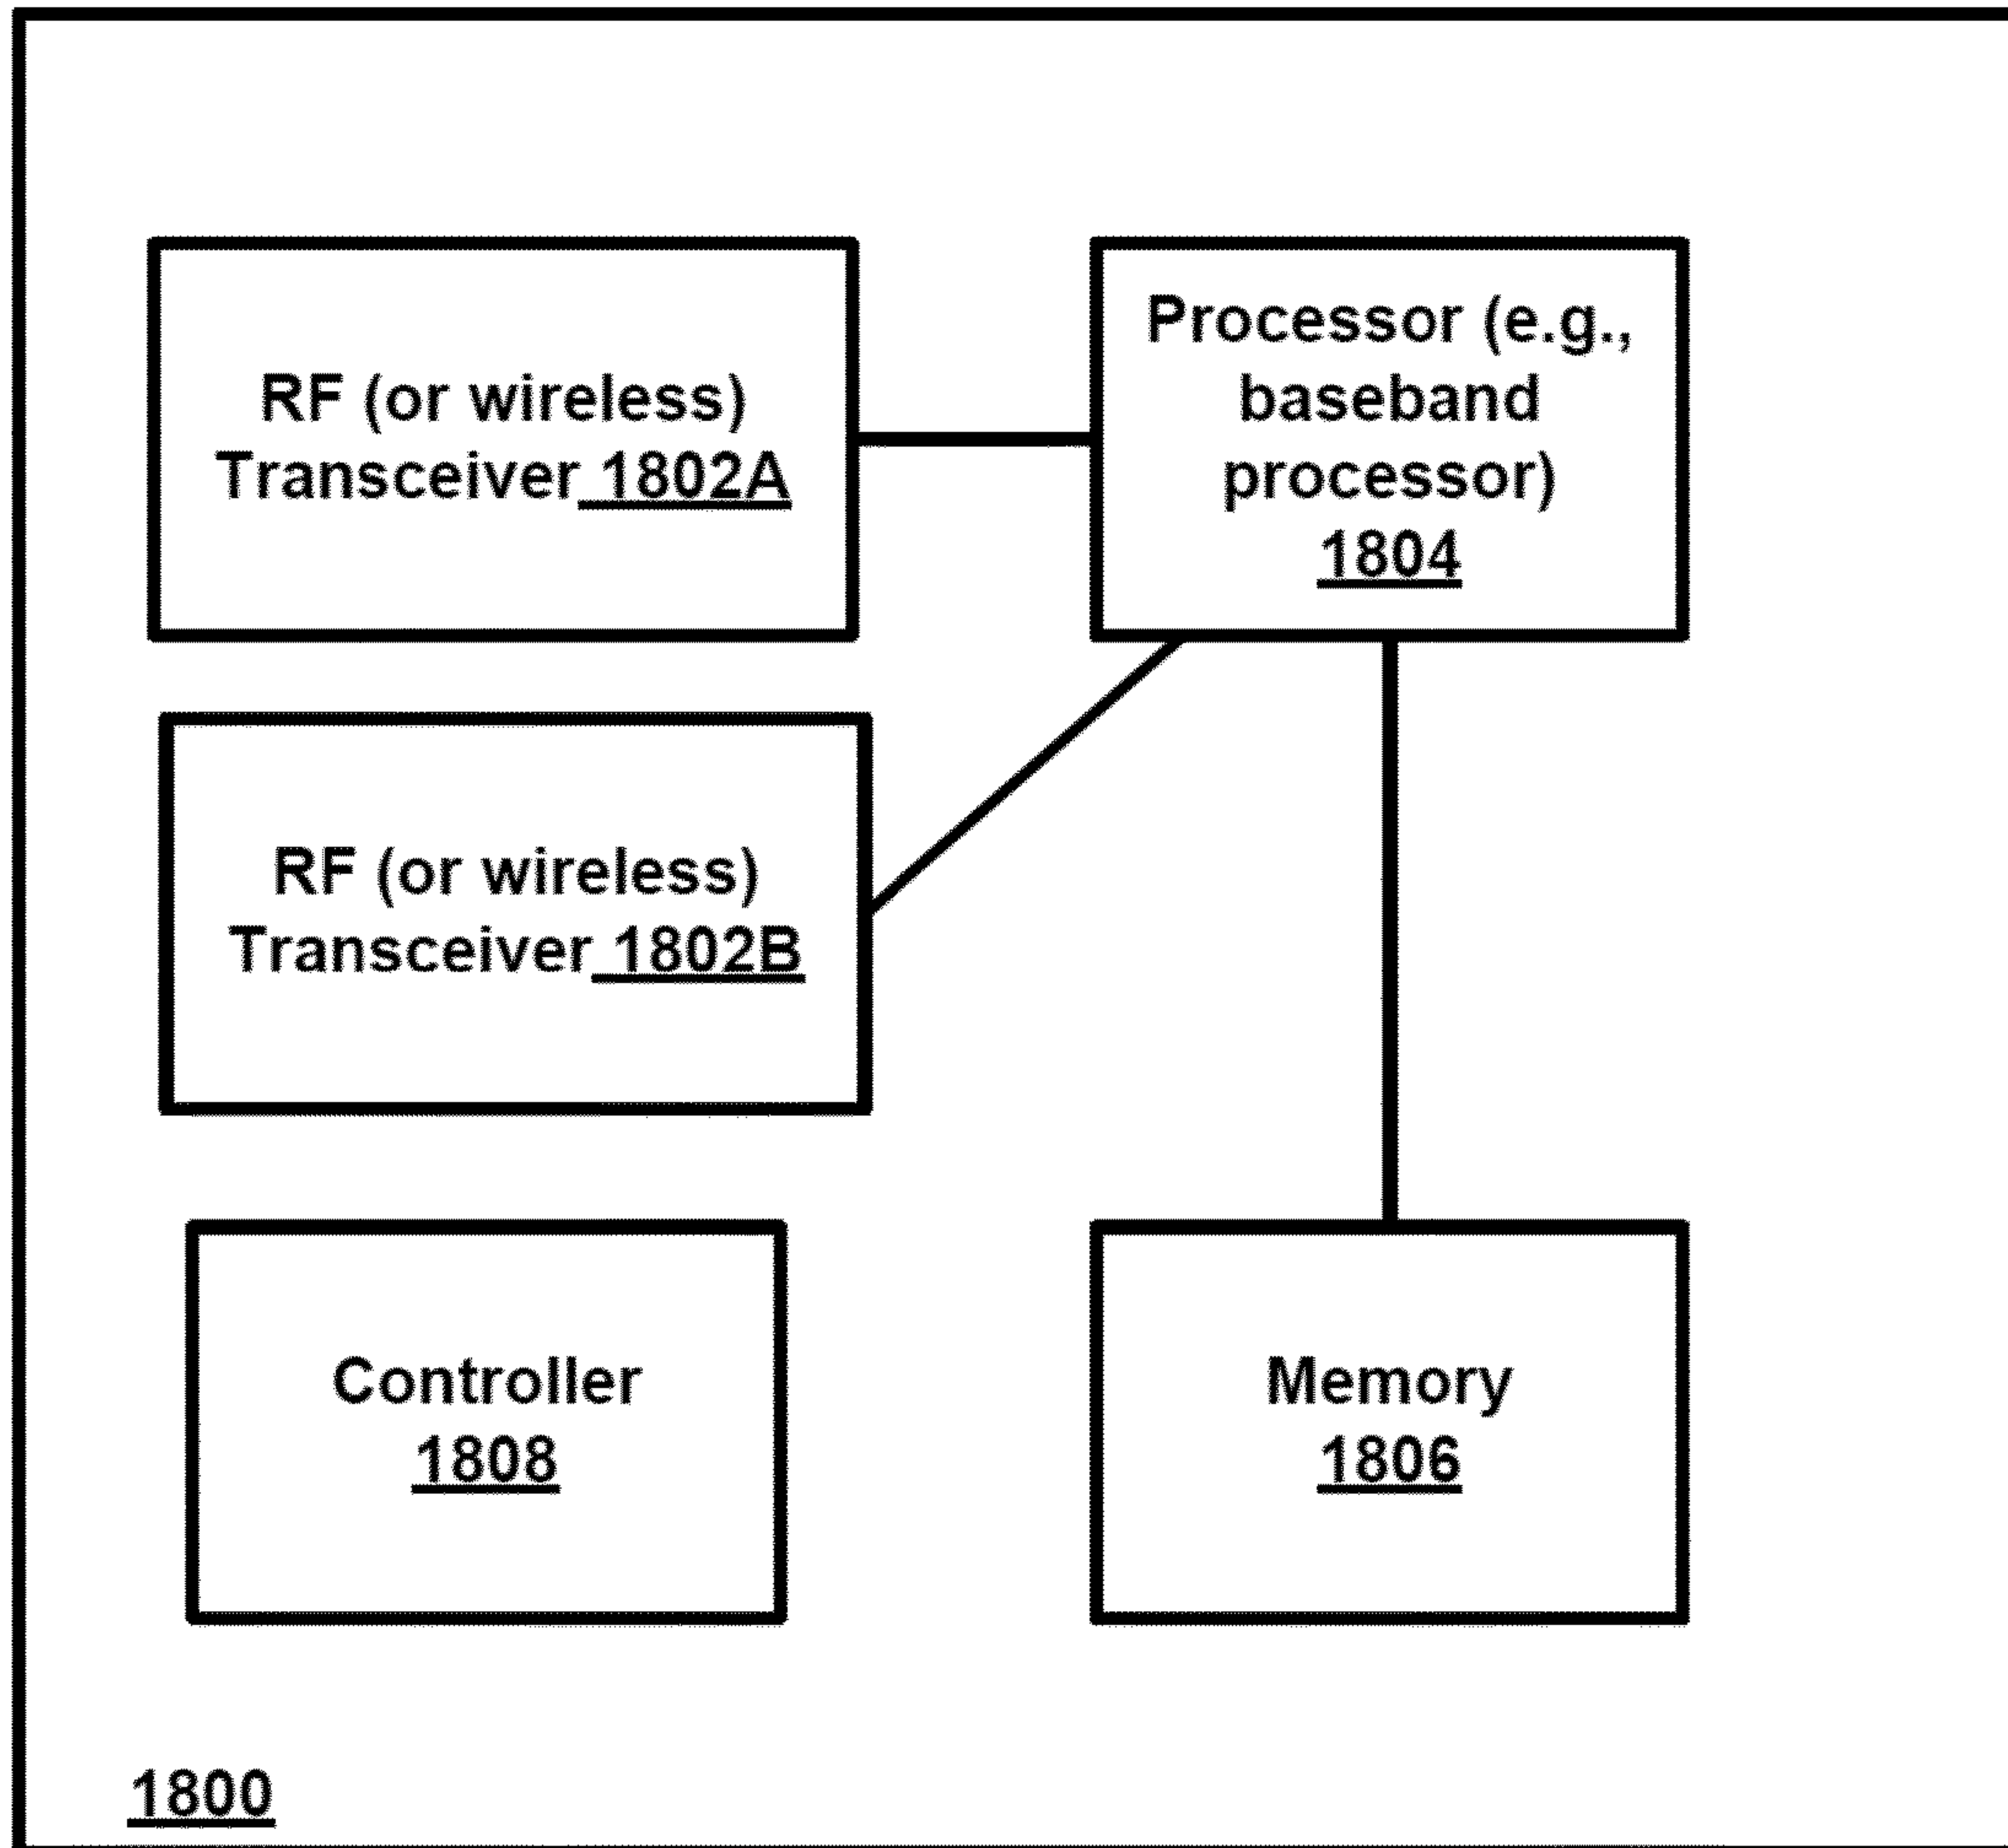 RF (or wireless)
Transceiver 1802A
Processor (e.g.,
baseband
processor)
1804
RF (or wireless)
Transceiver 1802B
Controller
1808
Memory
1806
1800